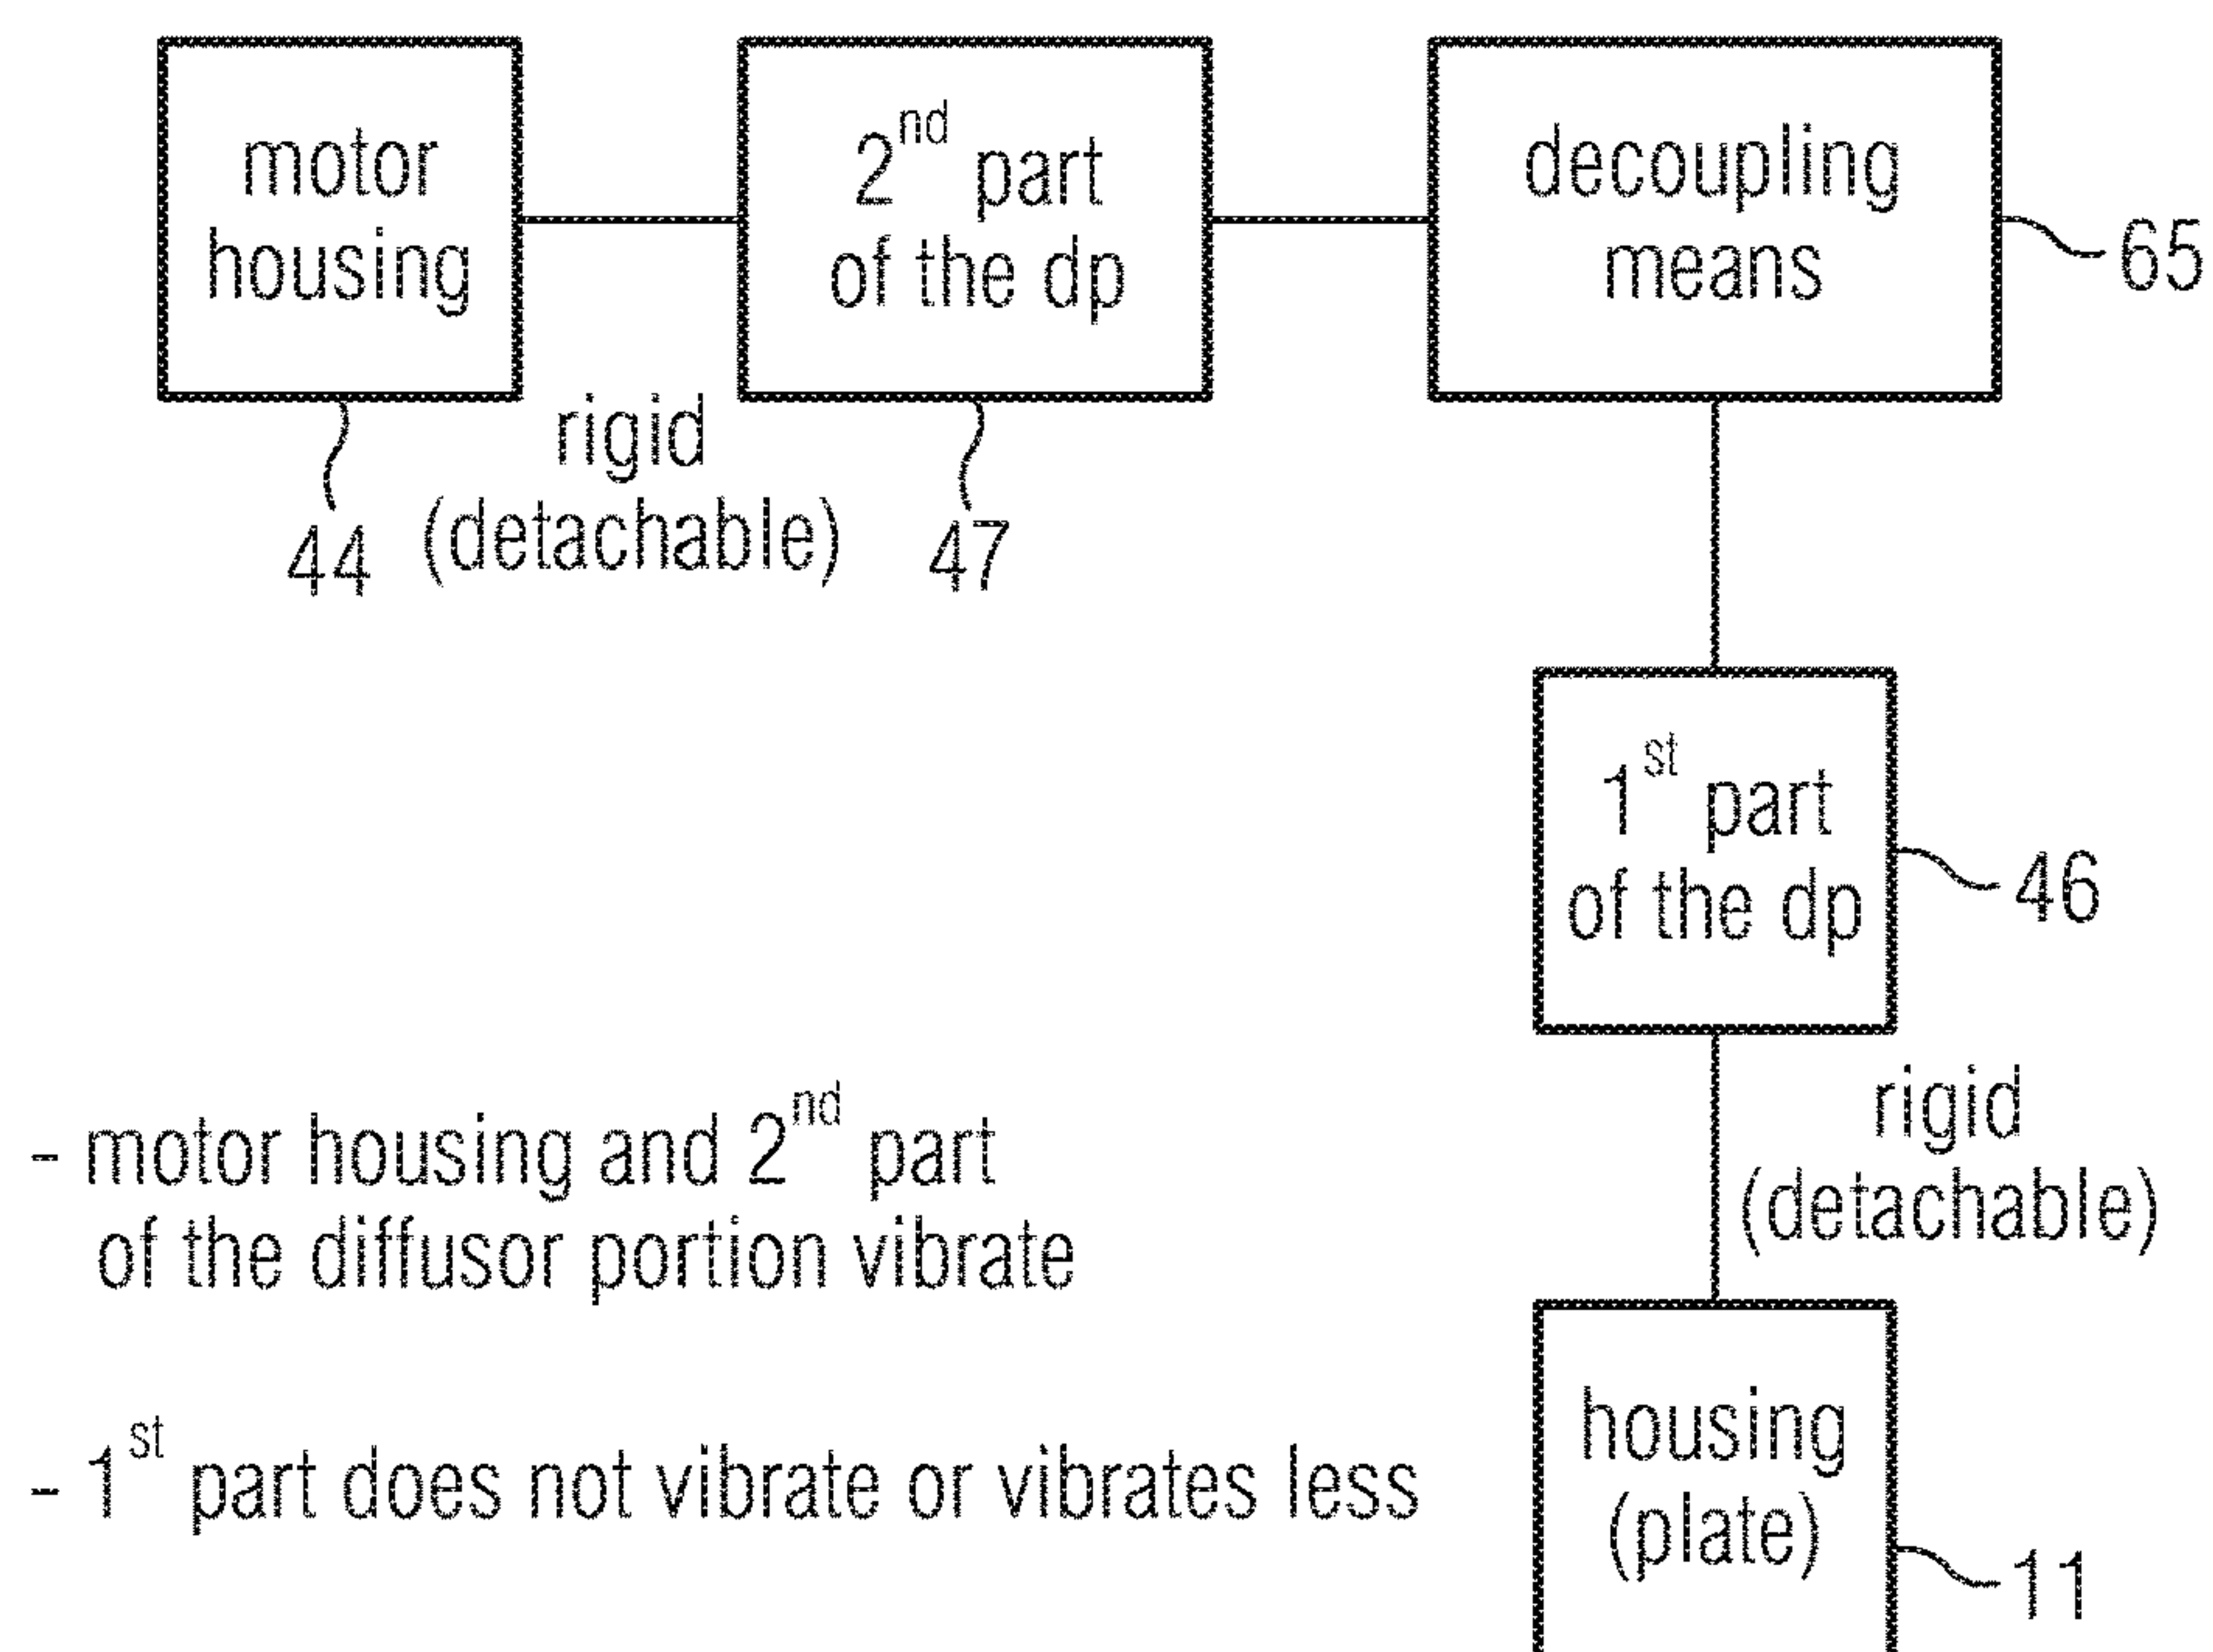 motor
housing
2nd part
of the dp
decoupling
means
65
rigid
(detachable)
44
47
1st part
of the dp
46
rigid
(detachable)
- motor housing and 2nd part
of the diffusor portion vibrate
- 1st part does not vibrate or vibrates less
housing
(plate)
11